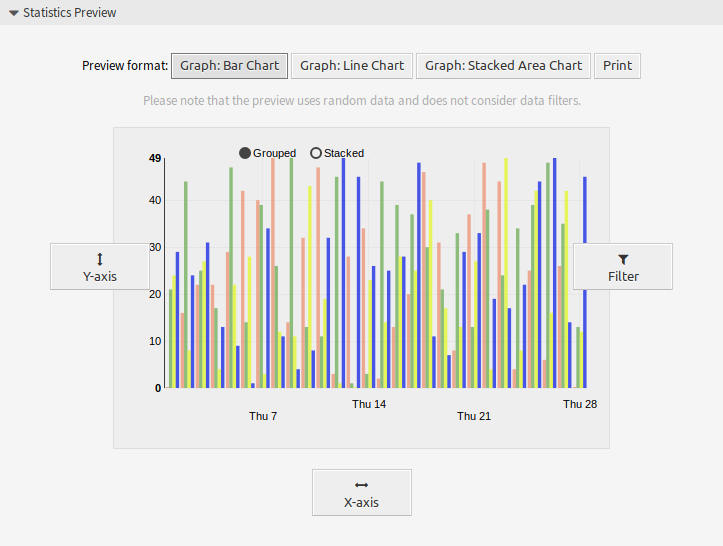 Statistics Preview
Preview format: Graph: Bar Chart Graph: Line Chart Graph: Stacked Area Chart Print
Please note that the preview uses random data and does not consider data filters.
Grouped Stacked
49
40
30
20
10
0
Y-axis
Filter
Thu 7
Thu 14
Thu 21
Thu 28
X-axis